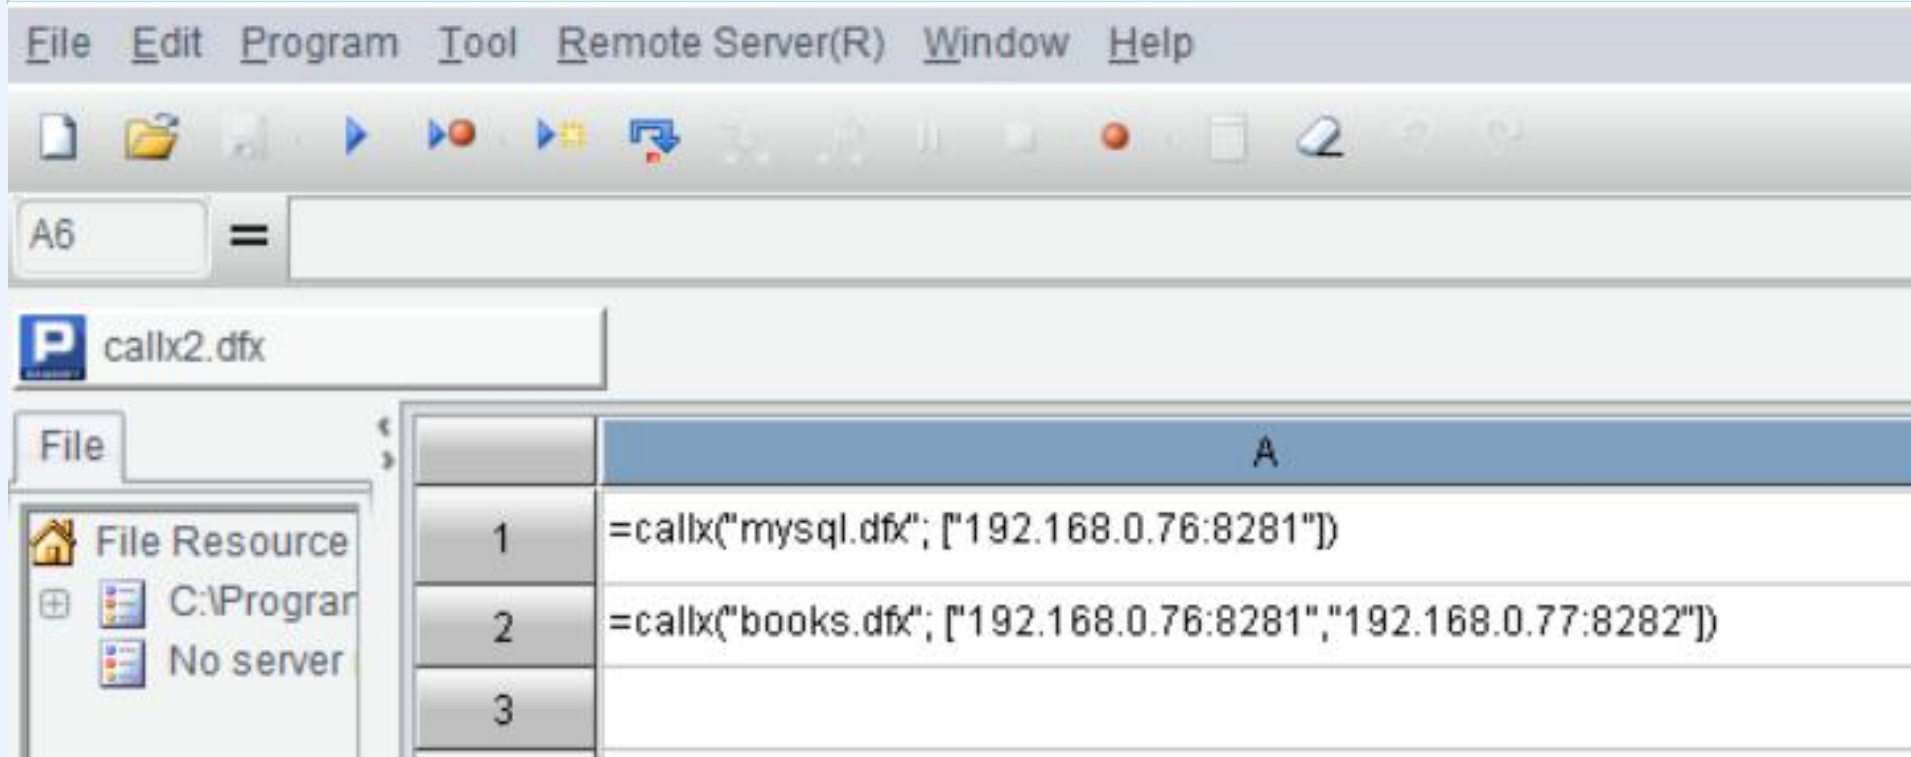 File Edit Program Tool Remote Server(R) Window Help
A6 =
callx2.dfx
File
File Resource
C:\Prograr
No server
A
1 =callx("mysql.dfx"; ["192.168.0.76:8281"])
2 =callx("books.dfx"; ["192.168.0.76:8281","192.168.0.77:8282"])
3